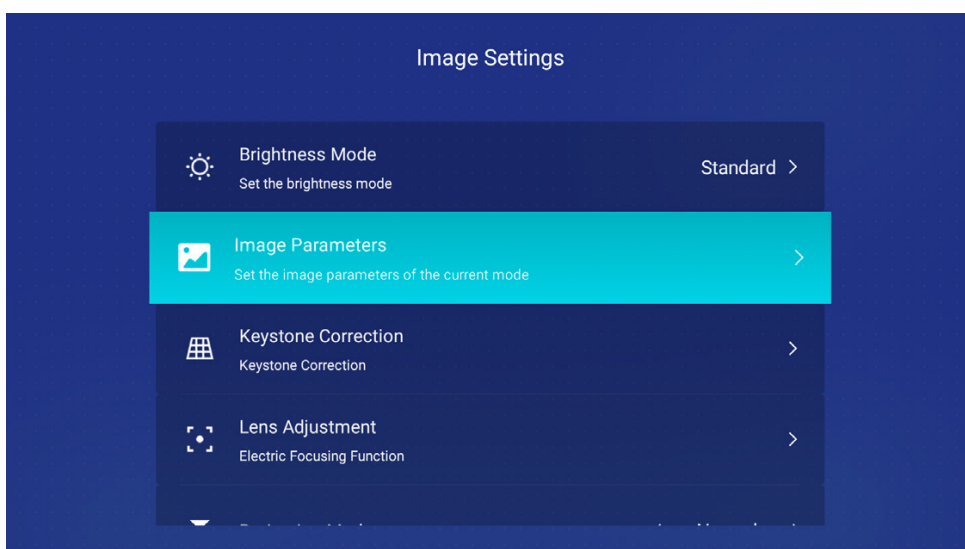 Image Settings
Brightness Mode
Standard
Set the brightness mode
Image Parameters
Set the image parameters of the current mode
Keystone Correction
Keystone Correction
Lens Adjustment
Electric Focusing Function